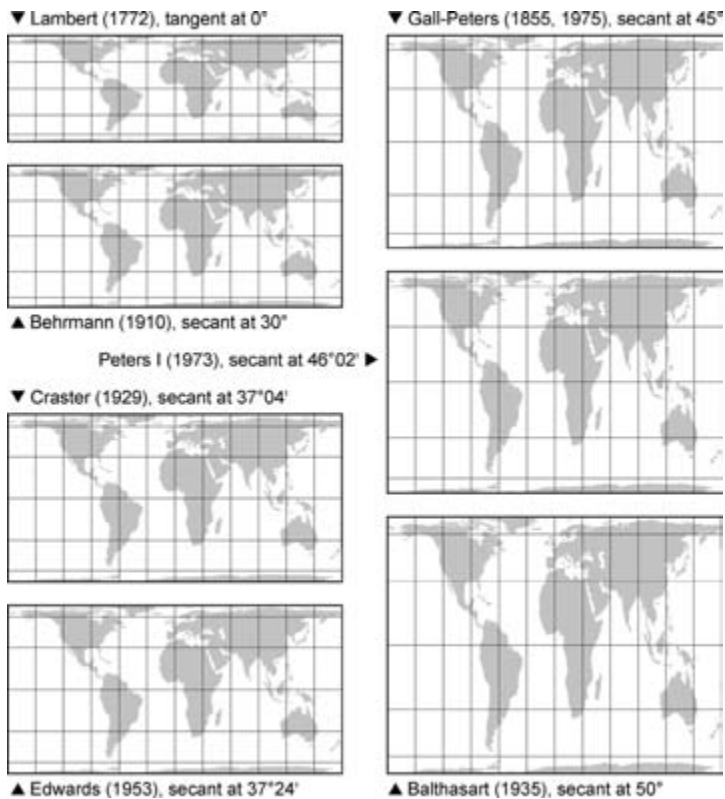 ▼ Lambert (1772), tangent at 0°
▲ Behrmann (1910), secant at 30°
Peters I (1973), secant at 46°02' ►
▼ Craster (1929), secant at 37°04'
▲ Edwards (1953), secant at 37°24'
▼ Gall-Peters (1855, 1975), secant at 45°
▲ Balthasart (1935), secant at 50°